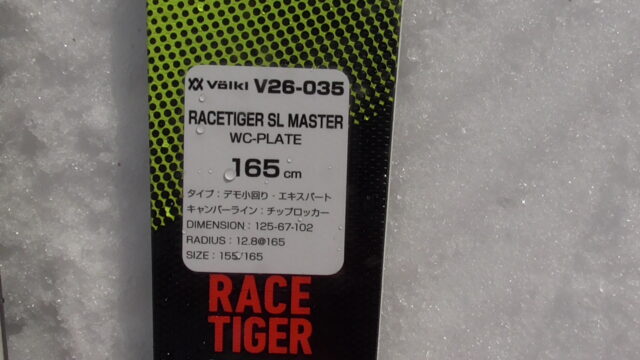 Völkl V26-035
RACETIGER SL MASTER
WC-PLATE
165 cm
タイプ：デモ小回り・エキスパート
キャンバーライン：チップロッカー
DIMENSION：125-67-102
RADIUS：12.8@165
SIZE：155/165
RACE
TIGER